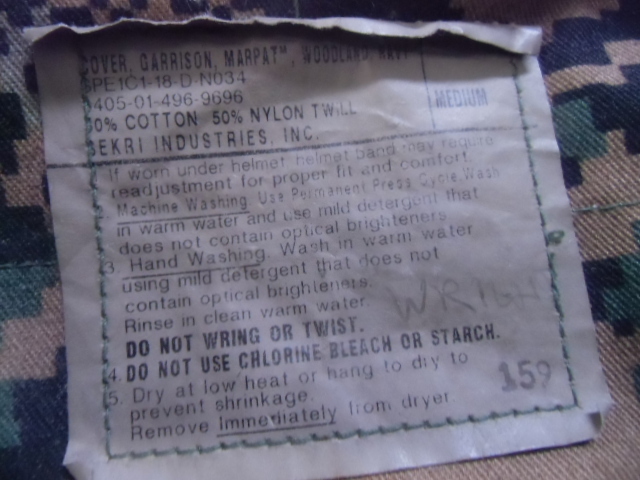 COVER, GARRISON, MARPAT™, WOODLAND, NAVY
SPE1C1-18-D-N034
8405-01-496-9696
MEDIUM
50% COTTON 50% NYLON TWILL
SEKRI INDUSTRIES, INC.
If worn under helmet helmet band may require
readjustment for proper fit and comfort.
2. Machine Washing. Use Permanent Press Cycle. Wash
in warm water and use mild detergent that
does not contain optical brighteners
3. Hand Washing. Wash in warm water
using mild detergent that does not
contain optical brighteners.
Rinse in clean warm water.
WRIGH
DO NOT WRING OR TWIST.
4. DO NOT USE CHLORINE BLEACH OR STARCH.
5. Dry at low heat or hang to dry to
prevent shrinkage.
Remove Immediately from dryer
159